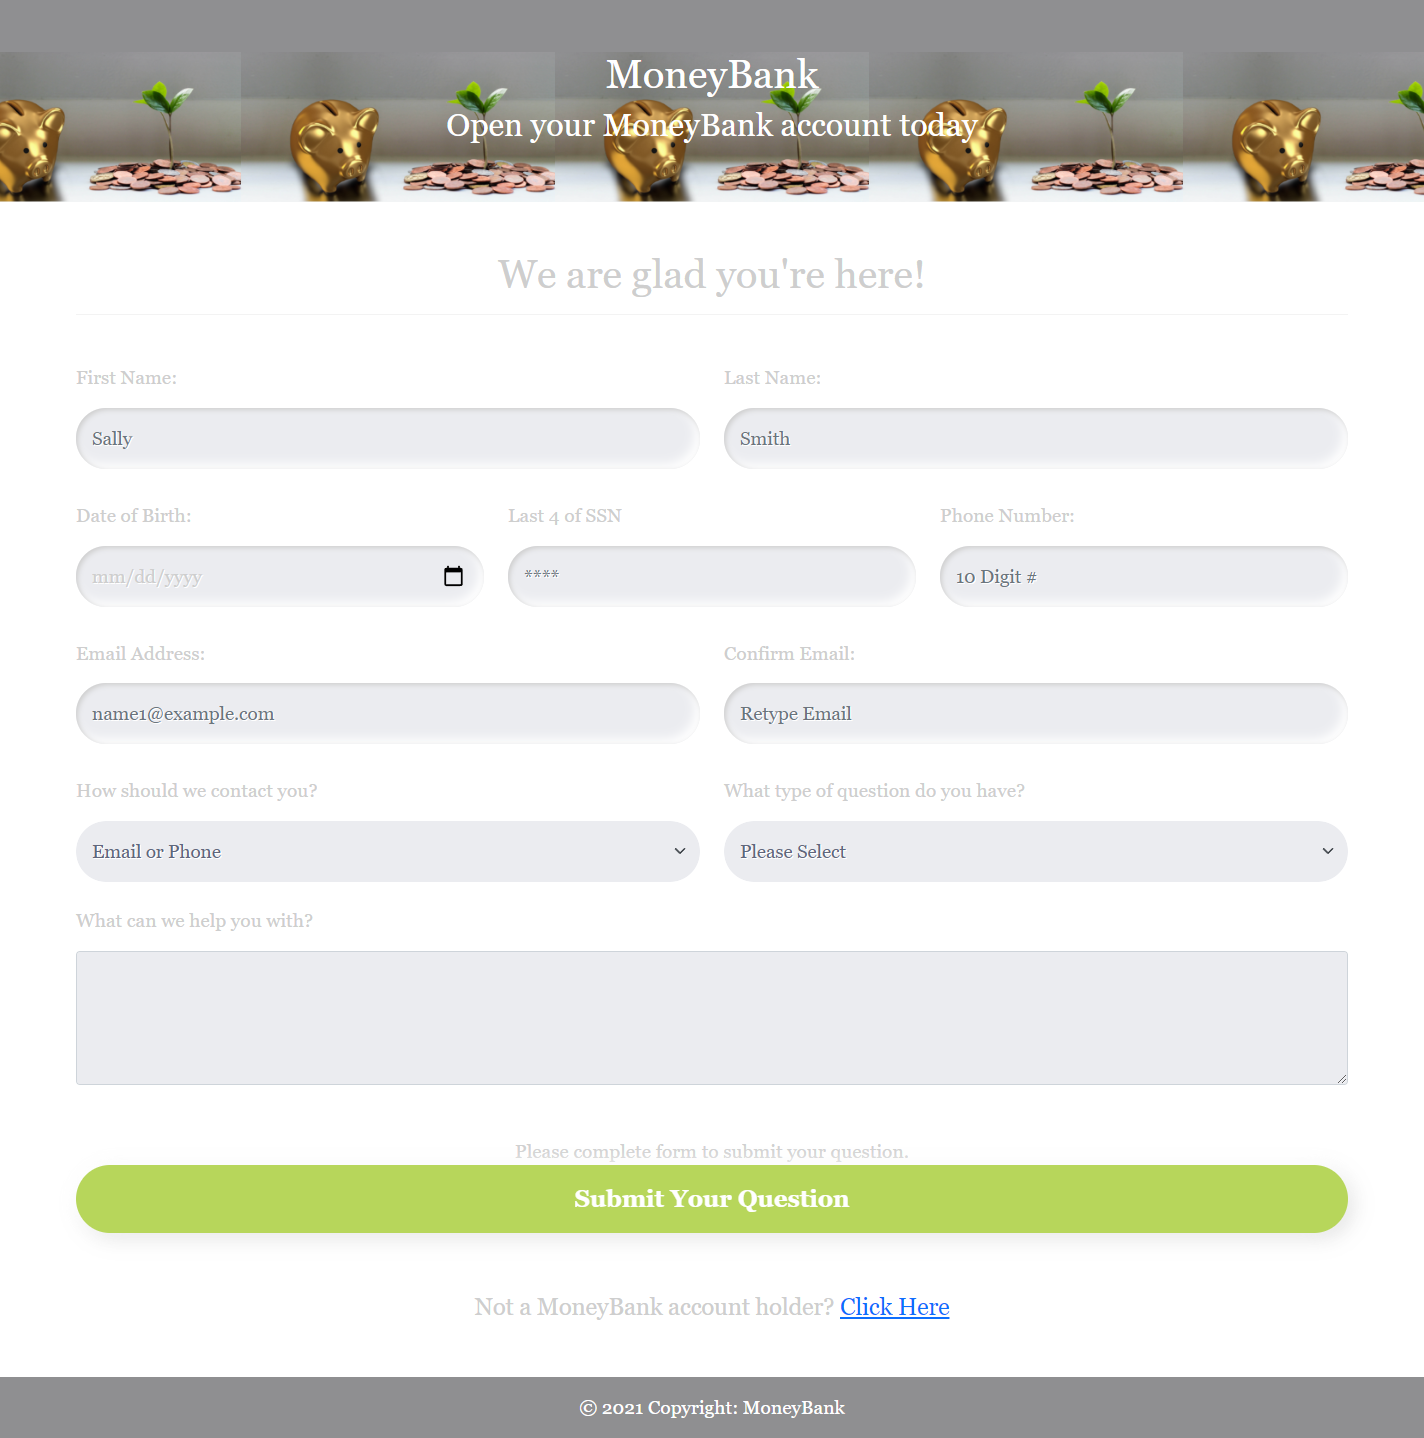 MoneyBank
Open your MoneyBank account today
We are glad you're here!
First Name:
Last Name:
Sally
Smith
Date of Birth:
Last 4 of SSN
Phone Number:
mm/dd/yyyy
****
10 Digit #
Email Address:
Confirm Email:
name1@example.com
Retype Email
How should we contact you?
What type of question do you have?
Email or Phone
Please Select
What can we help you with?
Please complete form to submit your question.
Submit Your Question
Not a MoneyBank account holder? Click Here
© 2021 Copyright: MoneyBank